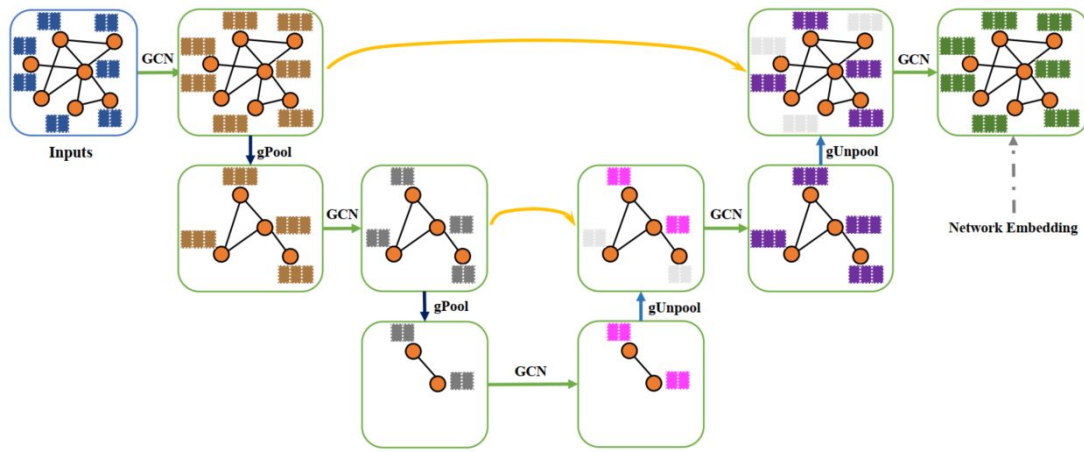 GCN
GCN
Inputs
gPool
gUnpool
GCN
GCN
Network Embedding
gPool
gUnpool
GCN